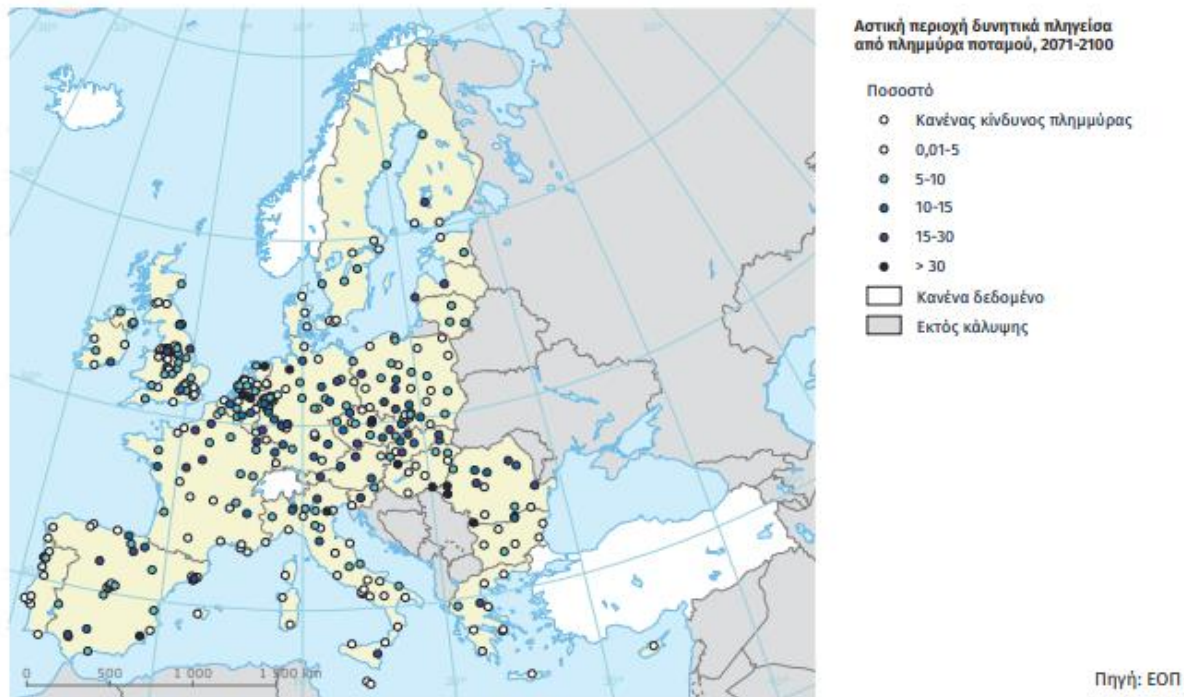 Αστική περιοχή δυνητικά πληγείσα
από πλημμύρα ποταμού, 2071-2100
Ποσοστό
Κανένας κίνδυνος πλημμύρας
0,01-5
5-10
10-15
15-30
> 30
Κανένα δεδομένο
Εκτός κάλυψης
0 500 1 000 1 500 km
Πηγή: ΕΟΠ